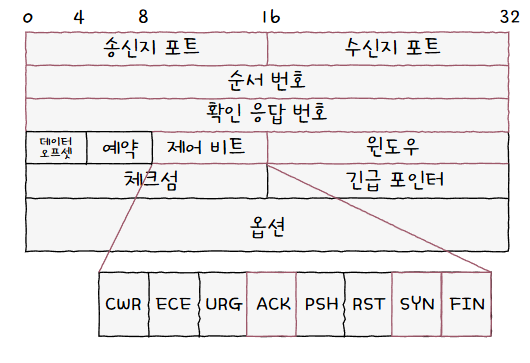 0 4 8 16 32
송신지 포트 수신지 포트
순서 번호
확인 응답 번호
데이터
오프셋 예약 제어 비트 윈도우
체크섬 긴급 포인터
옵션
CWR ECE URG ACK PSH RST SYN FIN